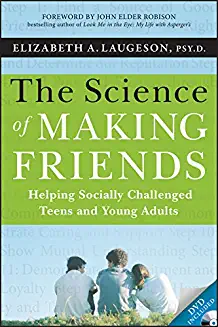 FOREWORD BY JOHN ELDER ROBISON
bestselling author of Look Me in the Eye: My Life with Asperger's
ELIZABETH A. LAUGESON, PSY.D.
The Science
of MAKING
FRIENDS
Helping Socially Challenged
Teens and Young Adults
DVD
INCLUDED